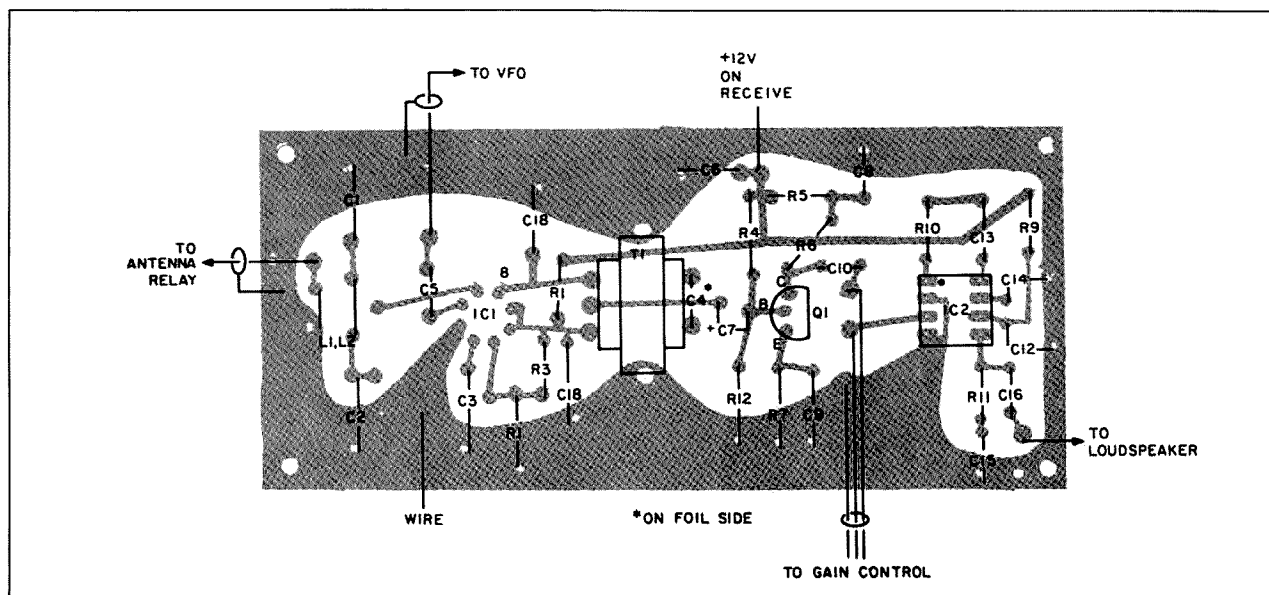 TO VFO
+12V
ON
RECEIVE
C1
C18
C6
C8
R5
R4
R6
R10
C13
R9
TO
ANTENNA
RELAY
8
C5
IC1
R1
T1
C4*
+C7
C
B
E
Q1
C10
IC2
C14
C12
L1,L2
C2
C3
R3
R1
C18
R12
R7
C9
R11
C16
C15
TO
LOUDSPEAKER
WIRE
*ON FOIL SIDE
TO GAIN CONTROL